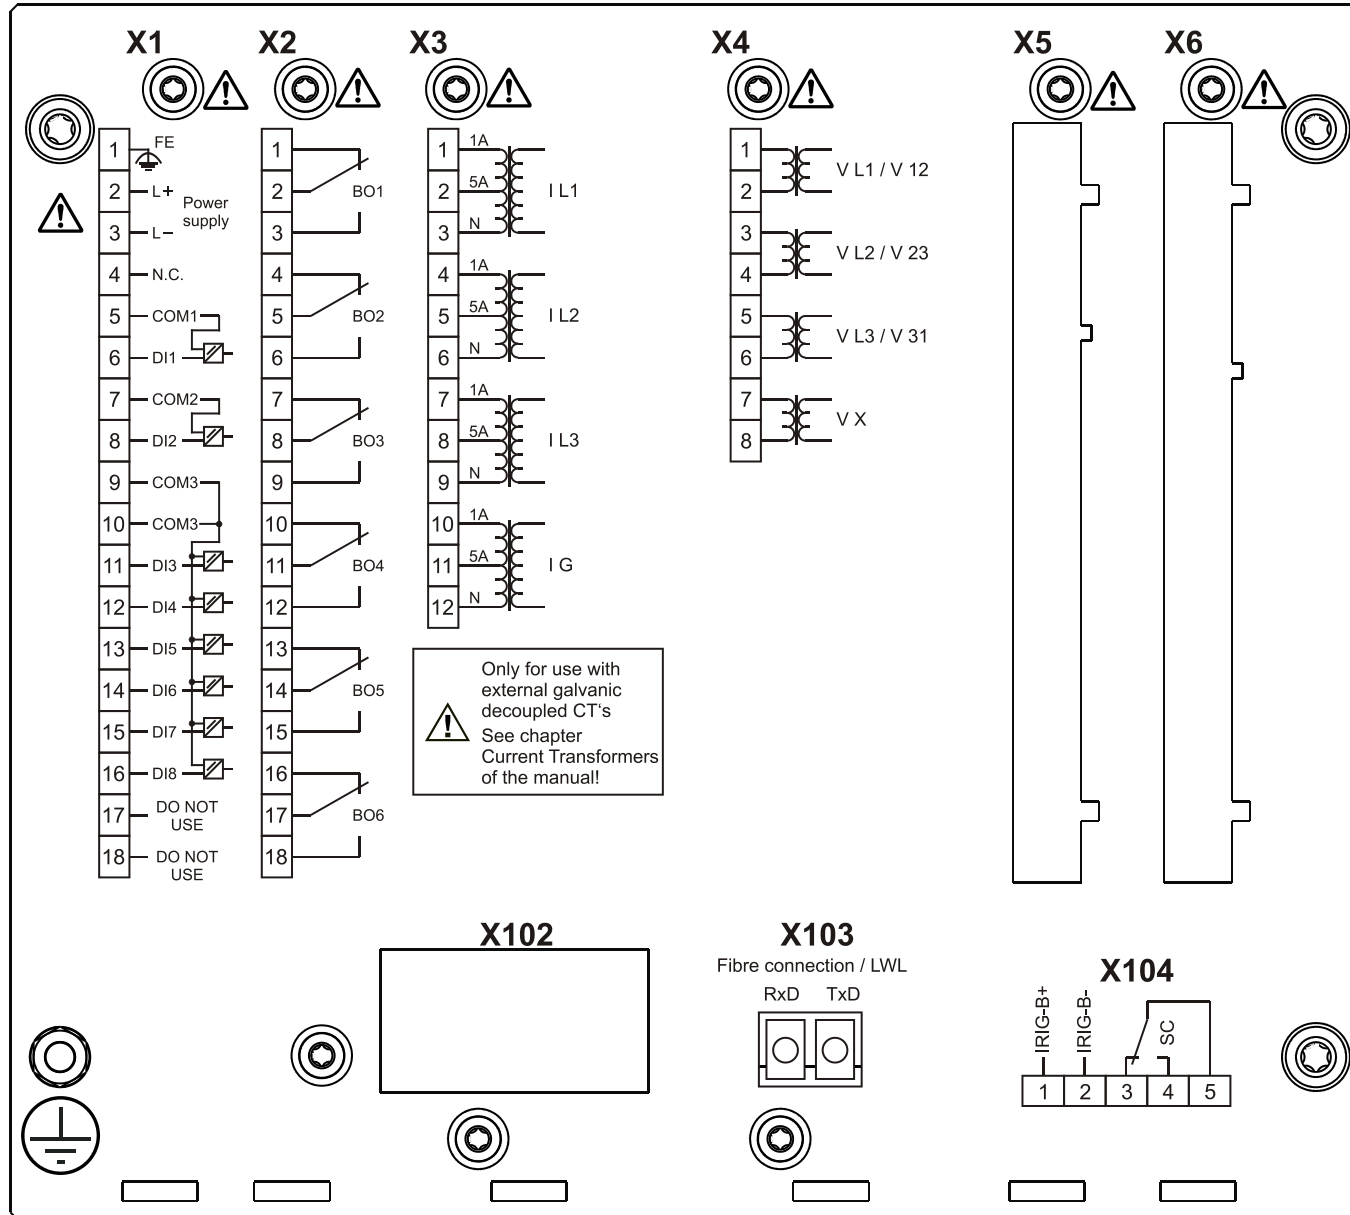 X1
X2
X3
X4
X5
X6
1 FE
2 L+
Power
supply
3 L−
4 N.C.
5 COM1
6 DI1
7 COM2
8 DI2
9 COM3
10 COM3
11 DI3
12 DI4
13 DI5
14 DI6
15 DI7
16 DI8
17 DO NOT
USE
18 DO NOT
USE
1
2 BO1
3
4
5 BO2
6
7
8 BO3
9
10
11 BO4
12
13
14 BO5
15
16
17 BO6
18
1 1A
2 5A I L1
3 N
4 1A
5 5A I L2
6 N
7 1A
8 5A I L3
9 N
10 1A
11 5A I G
12 N
Only for use with
external galvanic
decoupled CT‘s
See chapter
Current Transformers
of the manual!
1
V L1 / V 12
2
3
V L2 / V 23
4
5
V L3 / V 31
6
7
V X
8
X102
X103
Fibre connection / LWL
RxD TxD
X104
IRIG-B+
IRIG-B-
SC
1 2 3 4 5